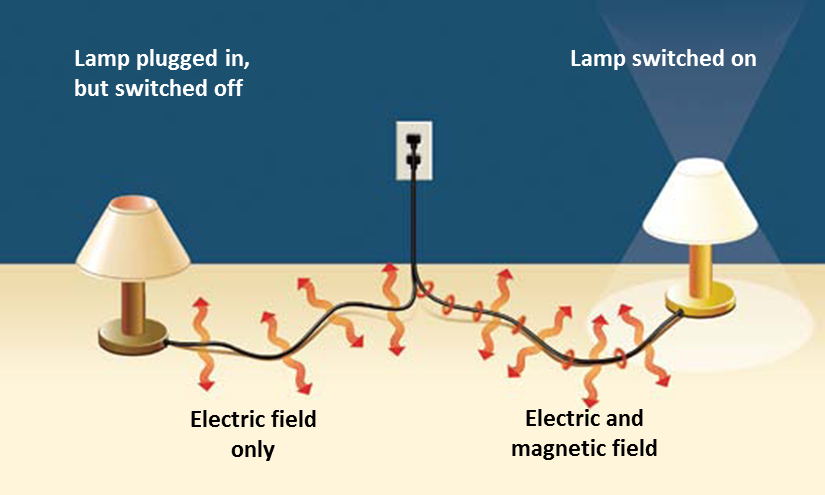 Lamp plugged in,
but switched off
Lamp switched on
Electric field
only
Electric and
magnetic field